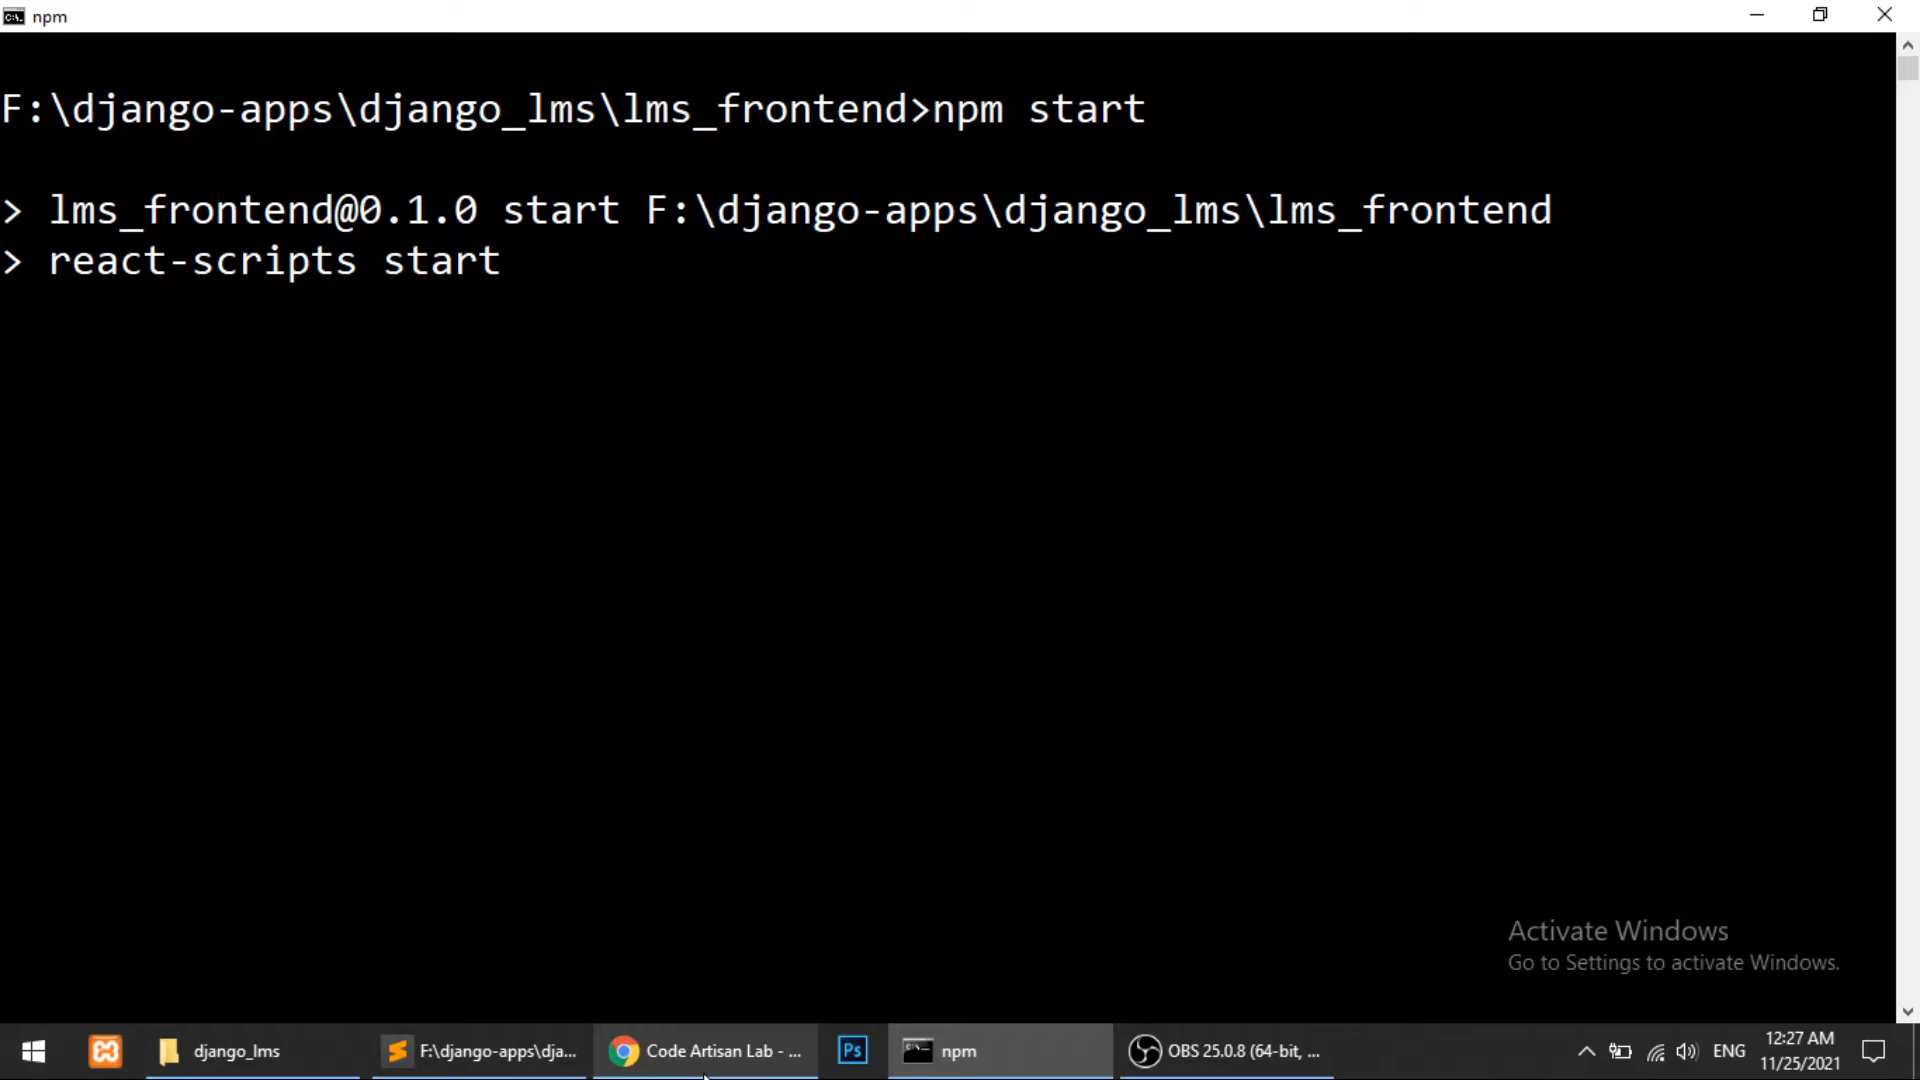 npm
F:\django-apps\django_lms\lms_frontend>npm start
> lms_frontend@0.1.0 start F:\django-apps\django_lms\lms_frontend
> react-scripts start
Activate Windows
Go to Settings to activate Windows.
django_lms
F:\django-apps\dja...
Code Artisan Lab - ...
Ps
npm
OBS 25.0.8 (64-bit, ...
ENG
12:27 AM
11/25/2021